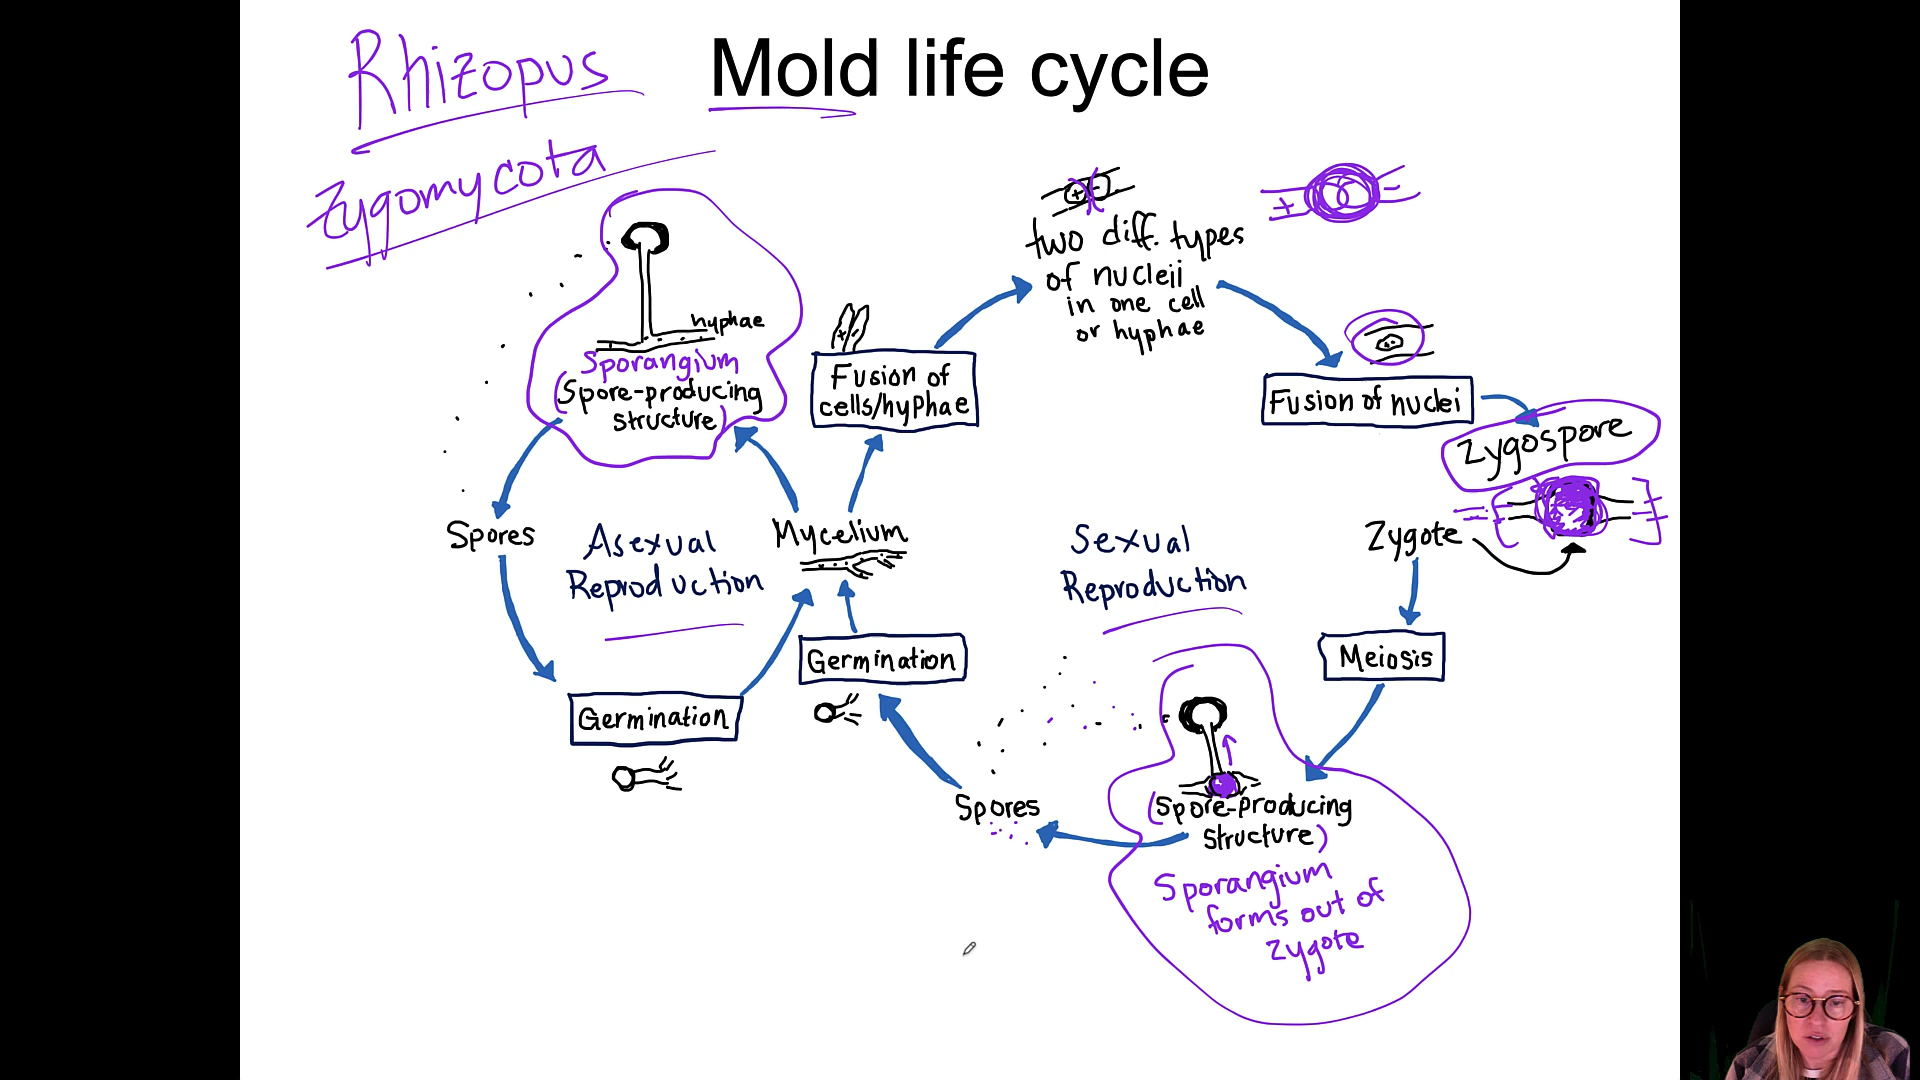 Rhizopus
Mold life cycle
Zygomycota
hyphae
Sporangium
(Spore-producing
structure)
Spores
Asexual
Reproduction
Germination
Mycelium
+ -
Fusion of
cells/hyphae
+ -
two diff. types
of nucleii
in one cell
or hyphae
+ -
Fusion of nuclei
Zygospore
Zygote
Meiosis
Sexual
Reproduction
(Spore-producing
structure)
Sporangium
forms out of
zygote
Spores
Germination